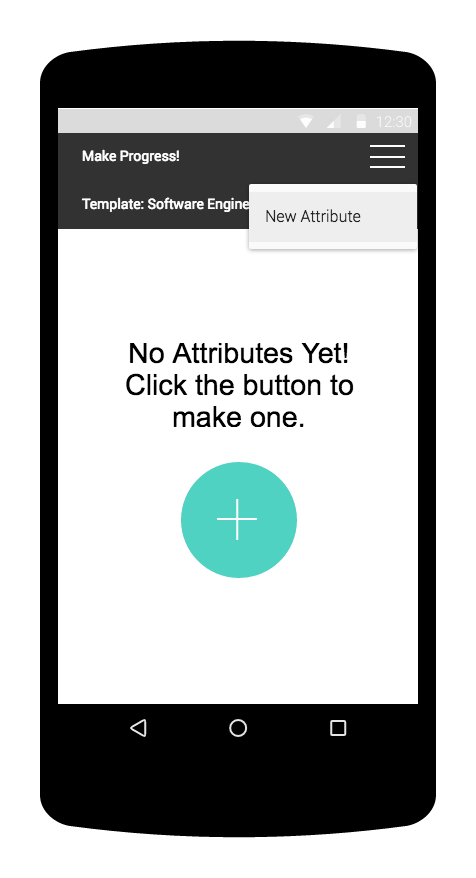 12:30
Make Progress!
Template: Software Engine
New Attribute
No Attributes Yet!
Click the button to
make one.